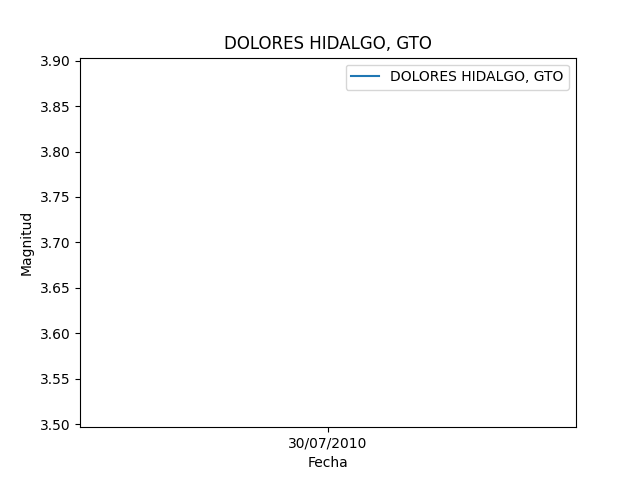 DOLORES HIDALGO, GTO
DOLORES HIDALGO, GTO
3.90
3.85
3.80
3.75
3.70
3.65
3.60
3.55
3.50
Magnitud
30/07/2010
Fecha